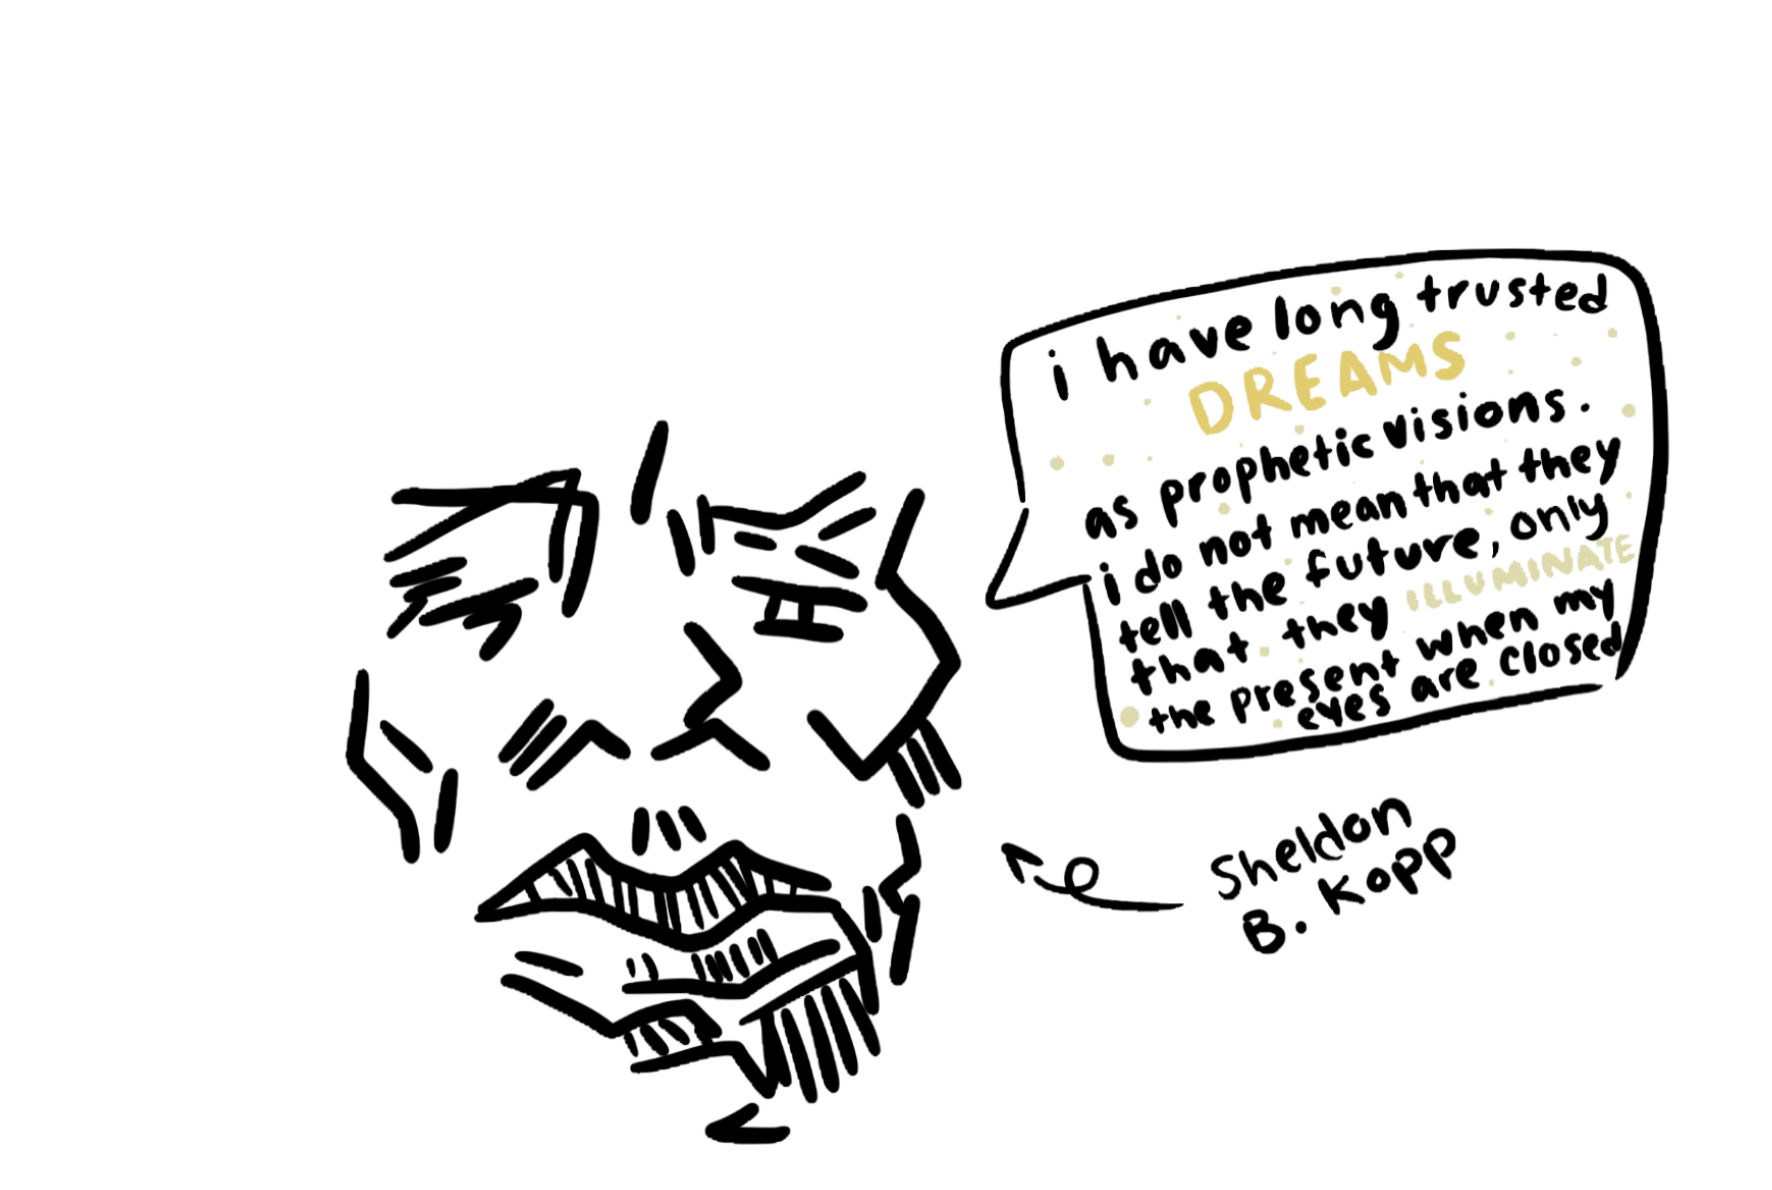 i have long trusted
DREAMS
as prophetic visions.
i do not mean that they
tell the future, only
that they ILLUMINATE
the present when my
eyes are closed
Sheldon
B. Kopp